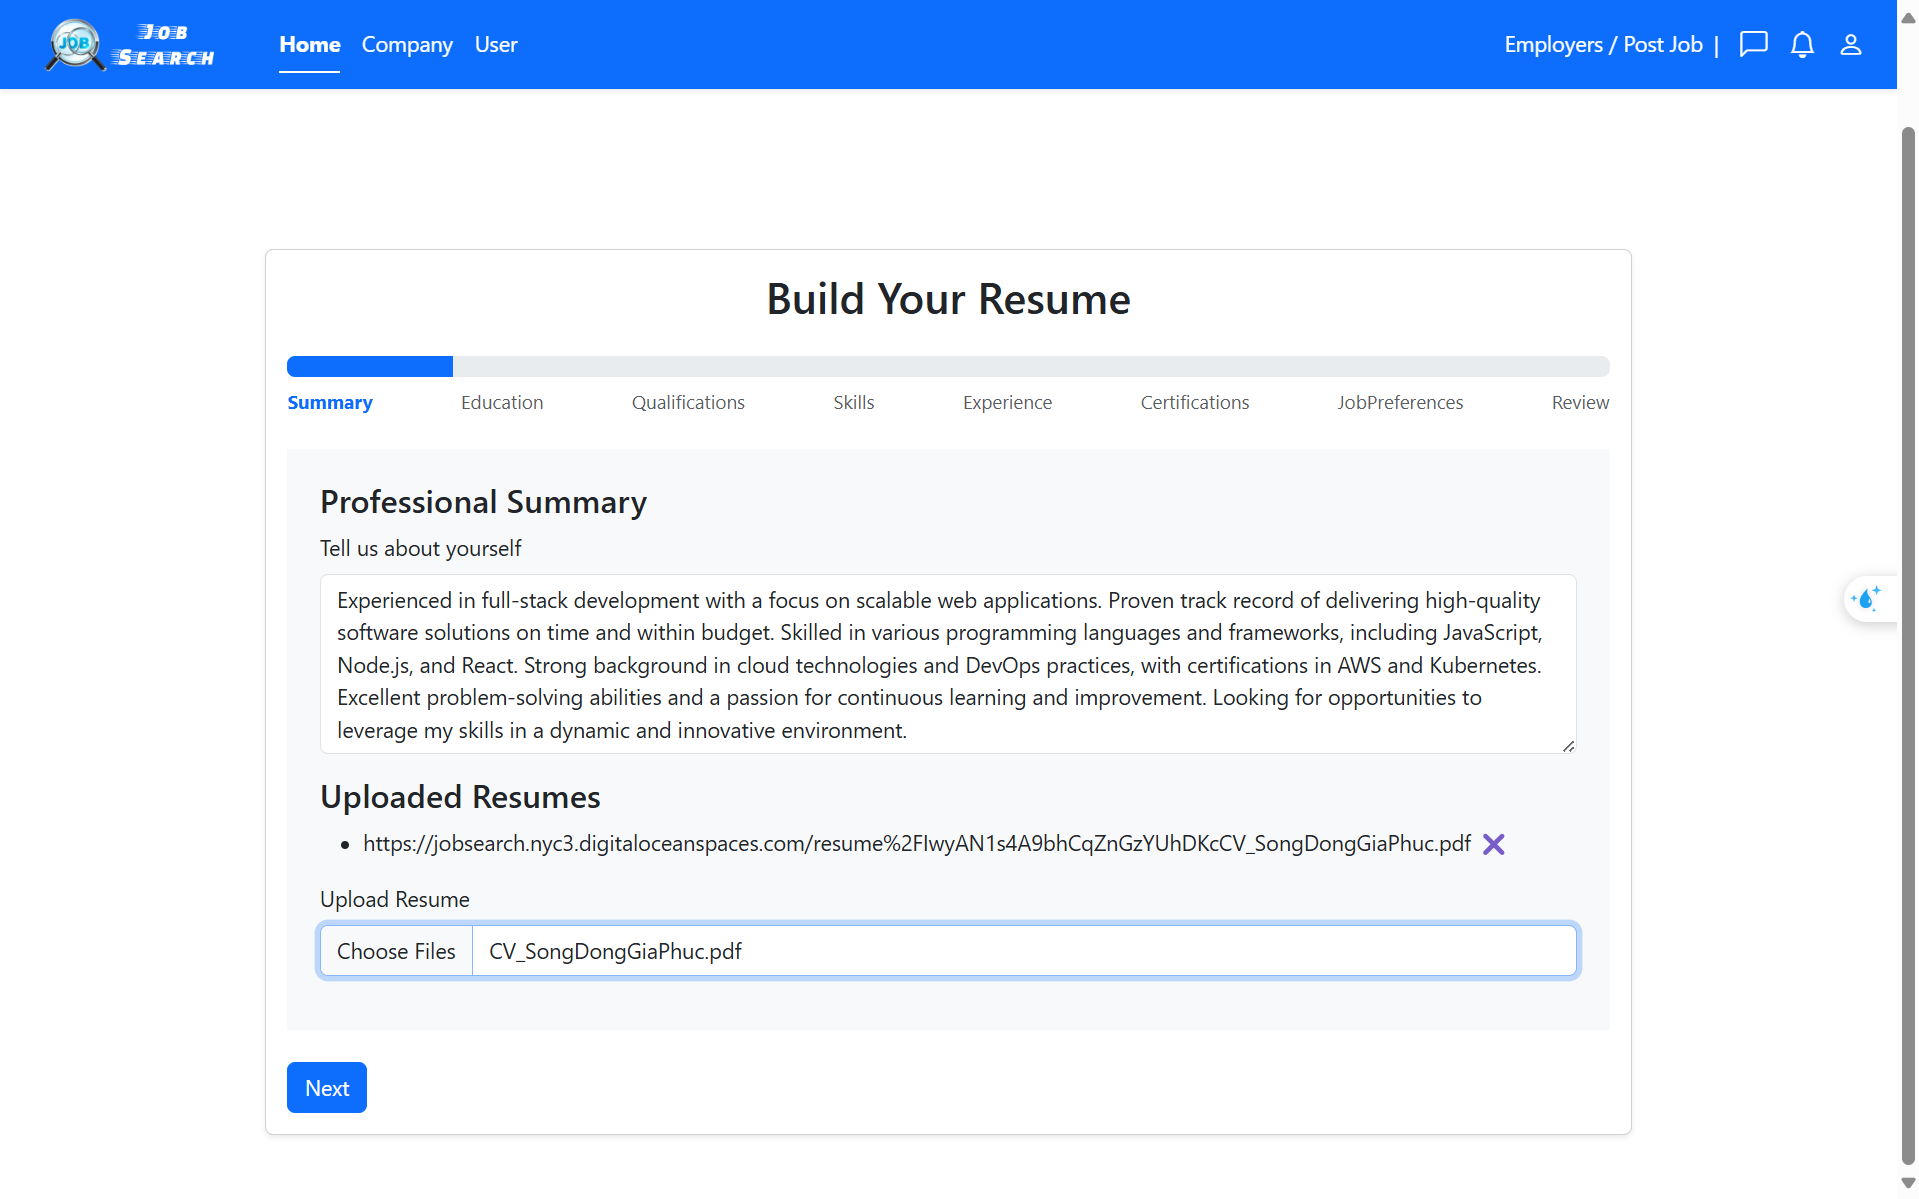 JOB
JOB
SEARCH
Home
Company
User
Employers / Post Job |
Build Your Resume
Summary
Education
Qualifications
Skills
Experience
Certifications
JobPreferences
Review
Professional Summary
Tell us about yourself
Experienced in full-stack development with a focus on scalable web applications. Proven track record of delivering high-quality
software solutions on time and within budget. Skilled in various programming languages and frameworks, including JavaScript,
Node.js, and React. Strong background in cloud technologies and DevOps practices, with certifications in AWS and Kubernetes.
Excellent problem-solving abilities and a passion for continuous learning and improvement. Looking for opportunities to
leverage my skills in a dynamic and innovative environment.
Uploaded Resumes
https://jobsearch.nyc3.digitaloceanspaces.com/resume%2FIwyAN1s4A9bhCqZnGzYUhDKcCV_SongDongGiaPhuc.pdf
Upload Resume
Choose Files
CV_SongDongGiaPhuc.pdf
Next